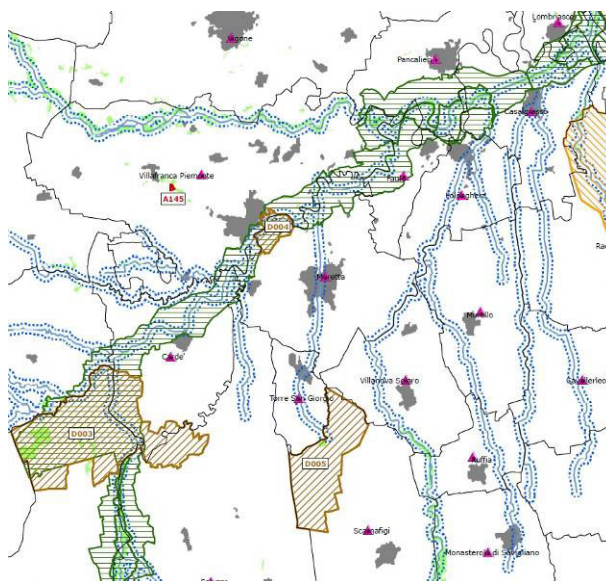 Lombriasco
Vigone
Pancalieri
Casalgrasso
Villafranca Piemonte
A145
Faule
Polonghera
D004
Moretta
Murello
Cardè
Villanova Solaro
Cavallerleone
Torre San Giorgio
D003
D005
Ruffia
Scarnafigi
Monasterolo di Savigliano